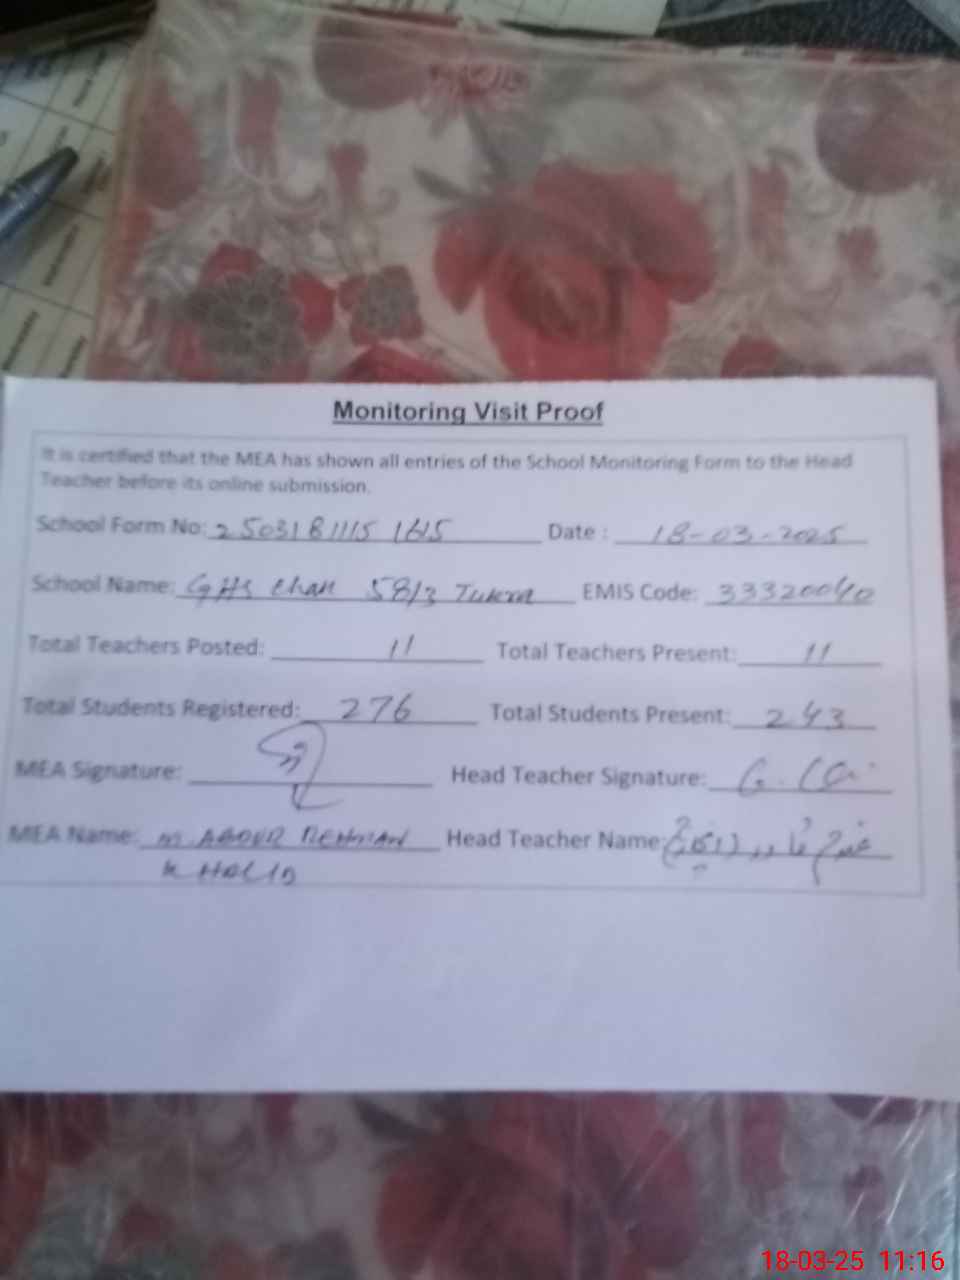 Monitoring Visit Proof
It is certified that the MEA has shown all entries of the School Monitoring Form to the Head
Teacher before its online submission.
School Form No: 2503181115 1615 Date : 18-03-2025
School Name: GHS Chak 58/3 Tukra EMIS Code: 33320040
Total Teachers Posted: 11 Total Teachers Present: 11
Total Students Registered: 276 Total Students Present: 243
MEA Signature: Head Teacher Signature:
MEA Name: M. ABDUR REHMAN Head Teacher Name:
KHALID
18-03-25 11:16